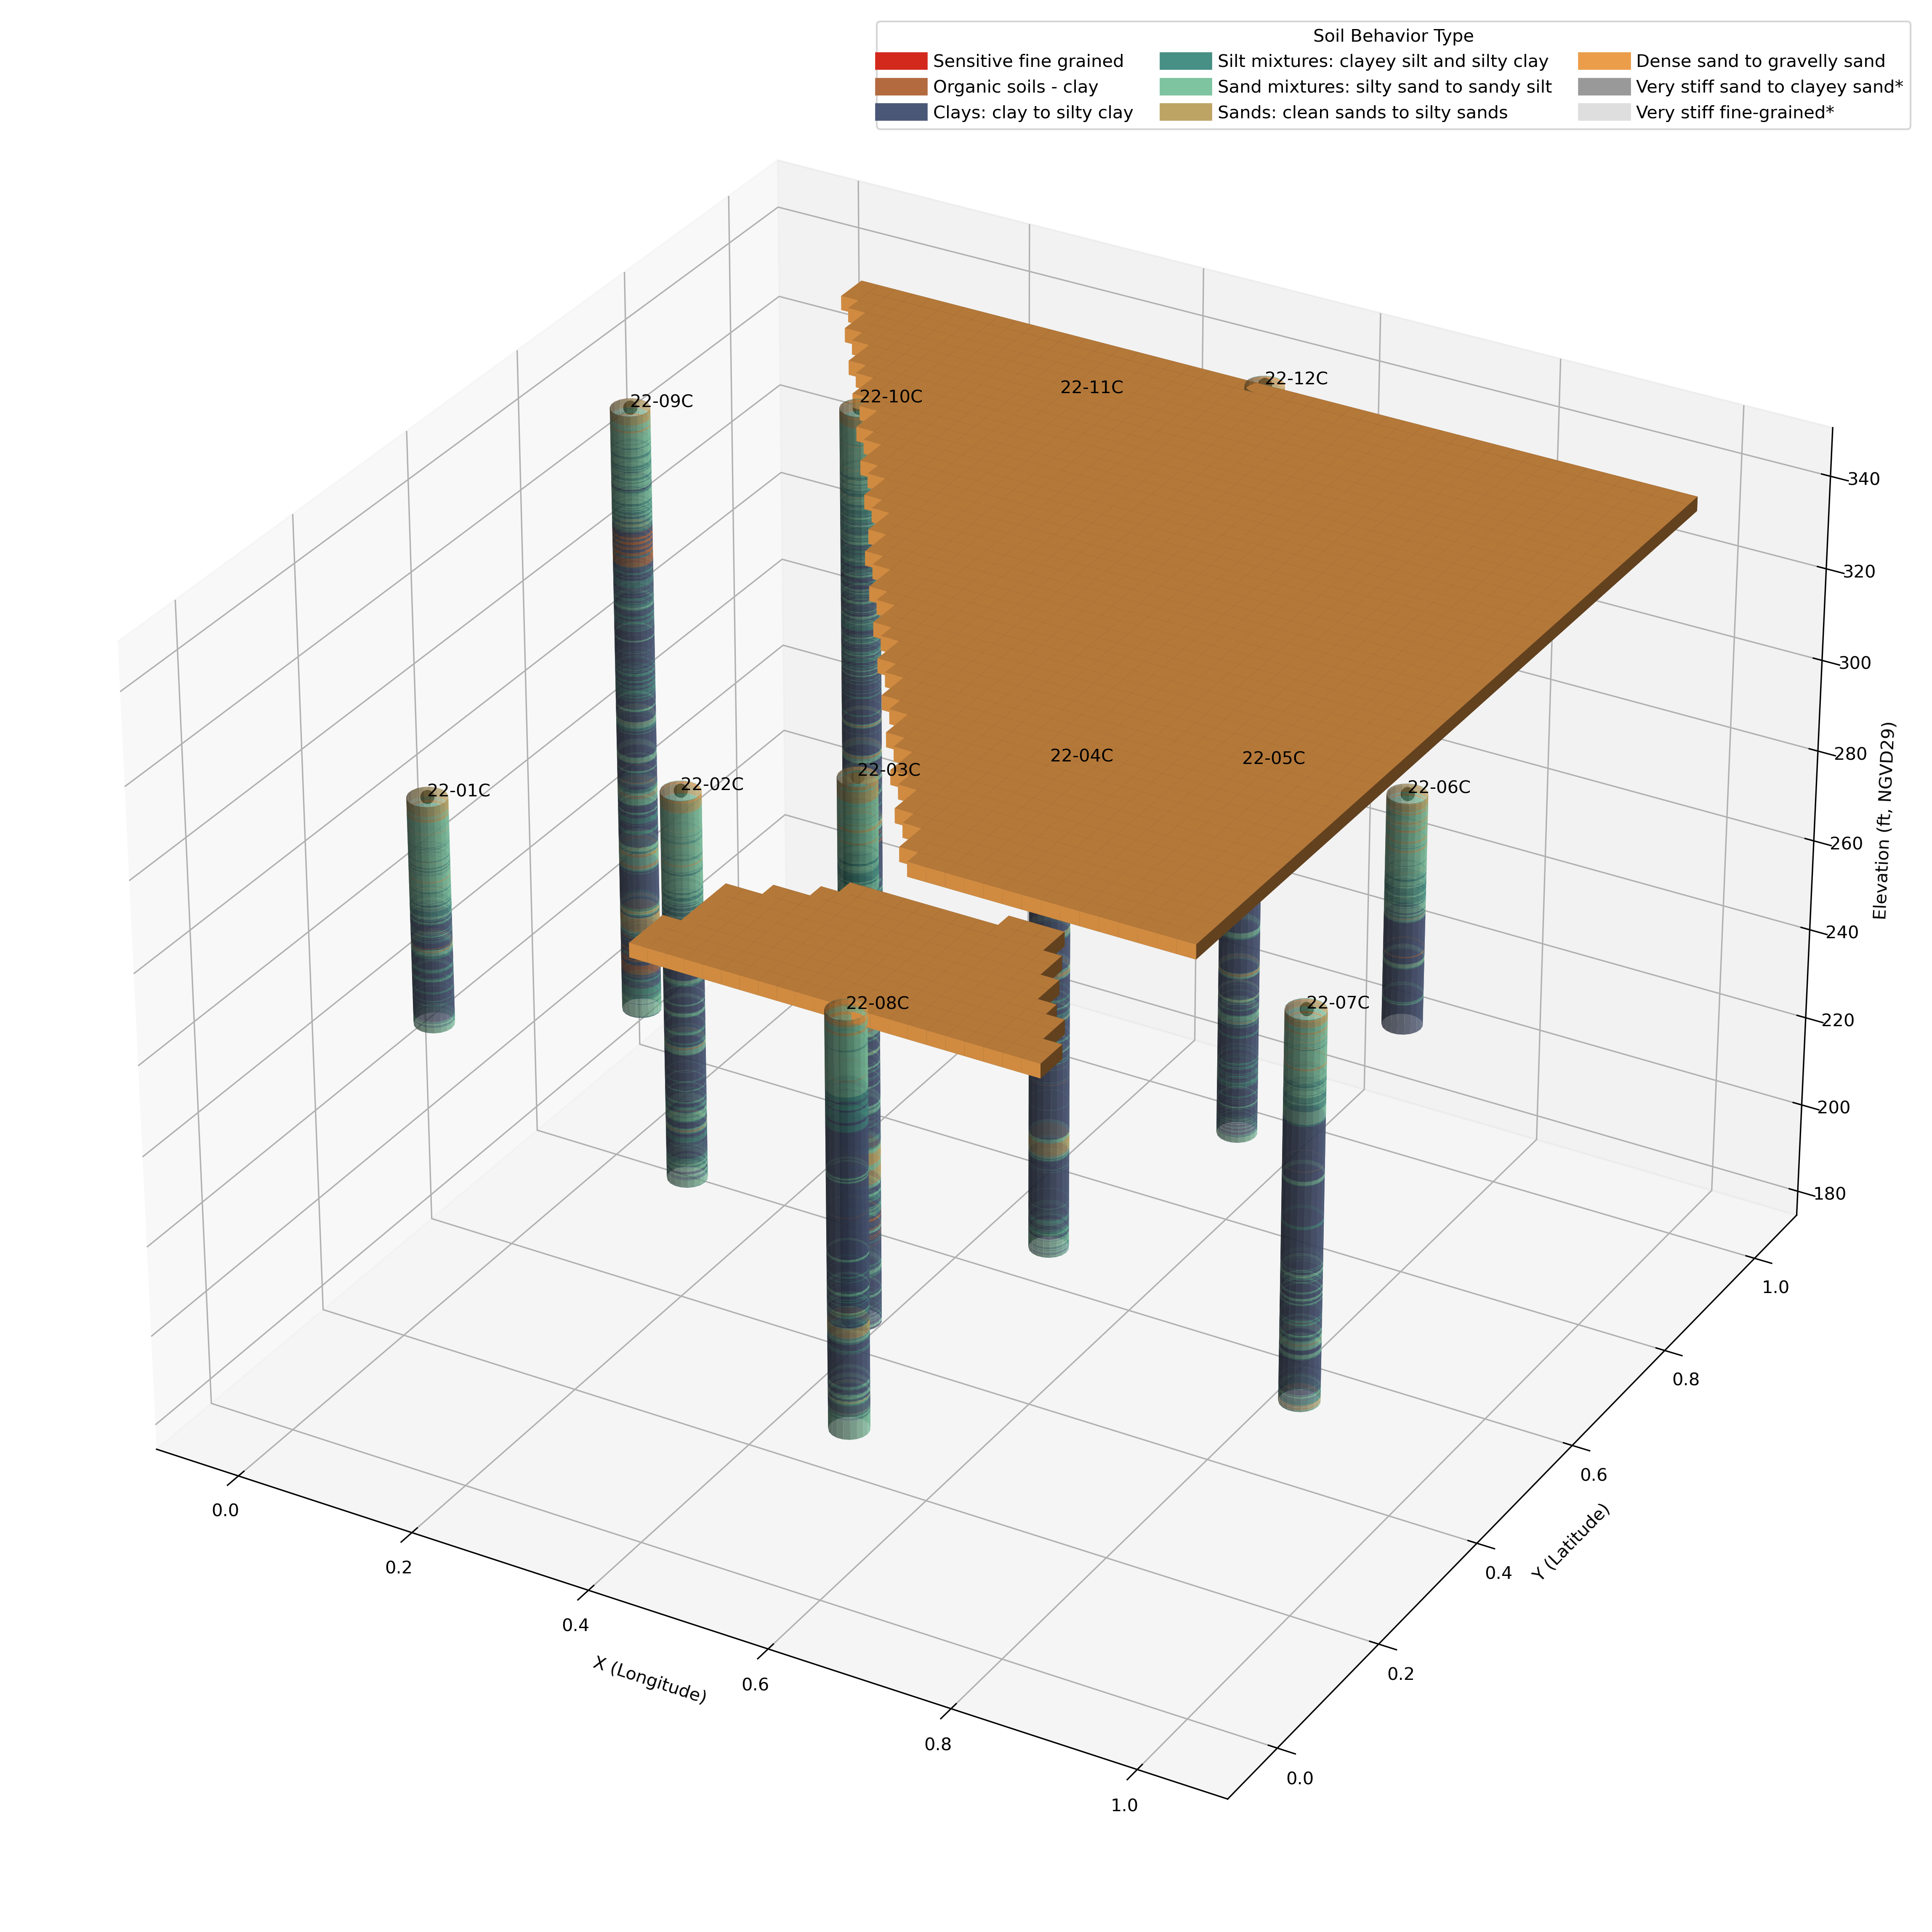 Soil Behavior Type
Sensitive fine grained
Organic soils - clay
Clays: clay to silty clay
Silt mixtures: clayey silt and silty clay
Sand mixtures: silty sand to sandy silt
Sands: clean sands to silty sands
Dense sand to gravelly sand
Very stiff sand to clayey sand*
Very stiff fine-grained*
22-09C
22-10C
22-11C
22-12C
22-01C
22-02C
22-03C
22-04C
22-05C
22-06C
22-08C
22-07C
340
320
300
280
260
240
220
200
180
Elevation (ft, NGVD29)
0.0
0.2
0.4
0.6
0.8
1.0
X (Longitude)
0.0
0.2
0.4
0.6
0.8
1.0
Y (Latitude)